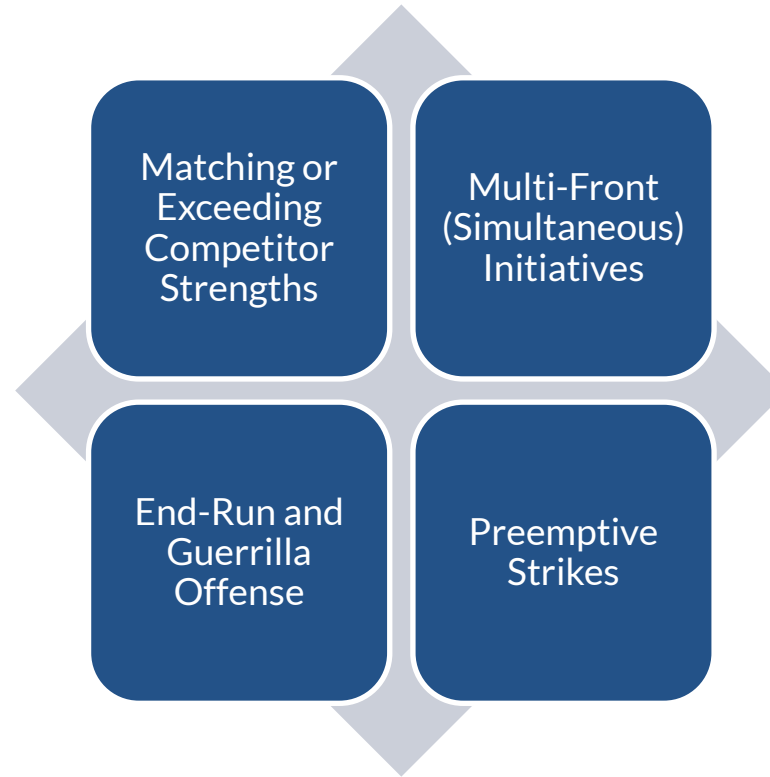 Matching or
Exceeding
Competitor
Strengths
Multi-Front
(Simultaneous)
Initiatives
End-Run and
Guerrilla
Offense
Preemptive
Strikes